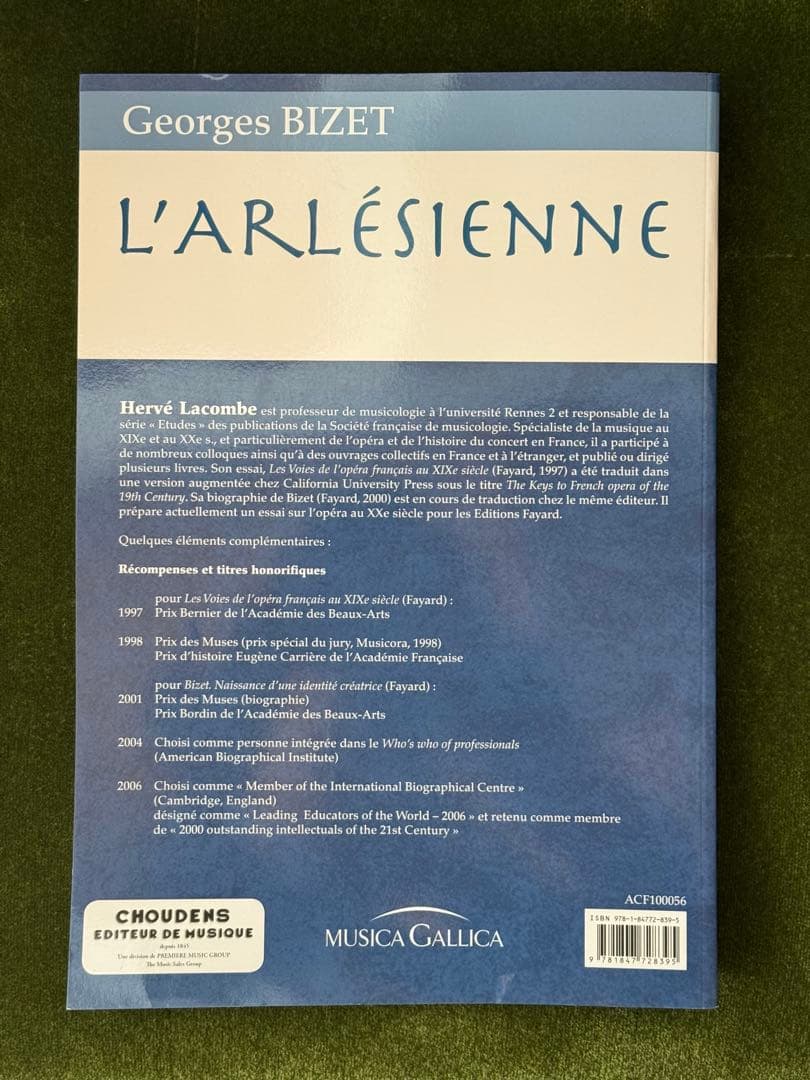 Georges BIZET
L'ARLÉSIENNE
Hervé Lacombe est professeur de musicologie à l'université Rennes 2 et responsable de la
série « Etudes » des publications de la Société française de musicologie. Spécialiste de la musique au
XIXe et au XXe s., et particulièrement de l'opéra et de l'histoire du concert en France, il a participé à
de nombreux colloques ainsi qu'à des ouvrages collectifs en France et à l'étranger, et publié ou dirigé
plusieurs livres. Son essai, Les Voies de l'opéra français au XIXe siècle (Fayard, 1997) a été traduit dans
une version augmentée chez California University Press sous le titre The Keys to French opera of the
19th Century. Sa biographie de Bizet (Fayard, 2000) est en cours de traduction chez le même éditeur. Il
prépare actuellement un essai sur l'opéra au XXe siècle pour les Editions Fayard.
Quelques éléments complémentaires :
Récompenses et titres honorifiques
pour Les Voies de l'opéra français au XIXe siècle (Fayard) :
1997 Prix Bernier de l'Académie des Beaux-Arts
1998 Prix des Muses (prix spécial du jury, Musicora, 1998)
Prix d'histoire Eugène Carrière de l'Académie Française
pour Bizet. Naissance d'une identité créatrice (Fayard) :
2001 Prix des Muses (biographie)
Prix Bordin de l'Académie des Beaux-Arts
2004 Choisi comme personne intégrée dans le Who's who of professionals
(American Biographical Institute)
2006 Choisi comme « Member of the International Biographical Centre »
(Cambridge, England)
désigné comme « Leading Educators of the World – 2006 » et retenu comme membre
de « 2000 outstanding intellectuals of the 21st Century »
CHOUDENS
EDITEUR DE MUSIQUE
depuis 1845
Une division de PREMIERE MUSIC GROUP
The Music Sales Group
MUSICA GALLICA
ACF100056
ISBN 978-1-84772-839-5
9 781847 728395